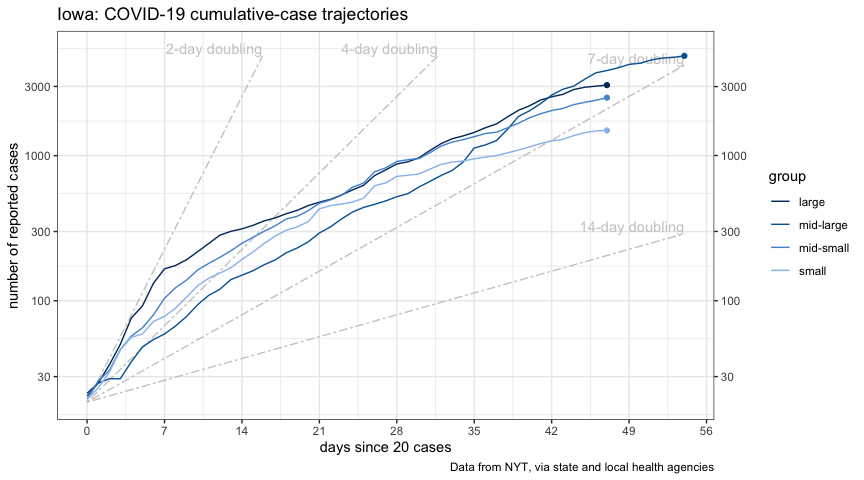 Iowa: COVID-19 cumulative-case trajectories
2-day doubling
4-day doubling
7-day doubling
14-day doubling
3000
1000
300
100
30
3000
1000
300
100
30
number of reported cases
0 7 14 21 28 35 42 49 56
days since 20 cases
group
large
mid-large
mid-small
small
Data from NYT, via state and local health agencies